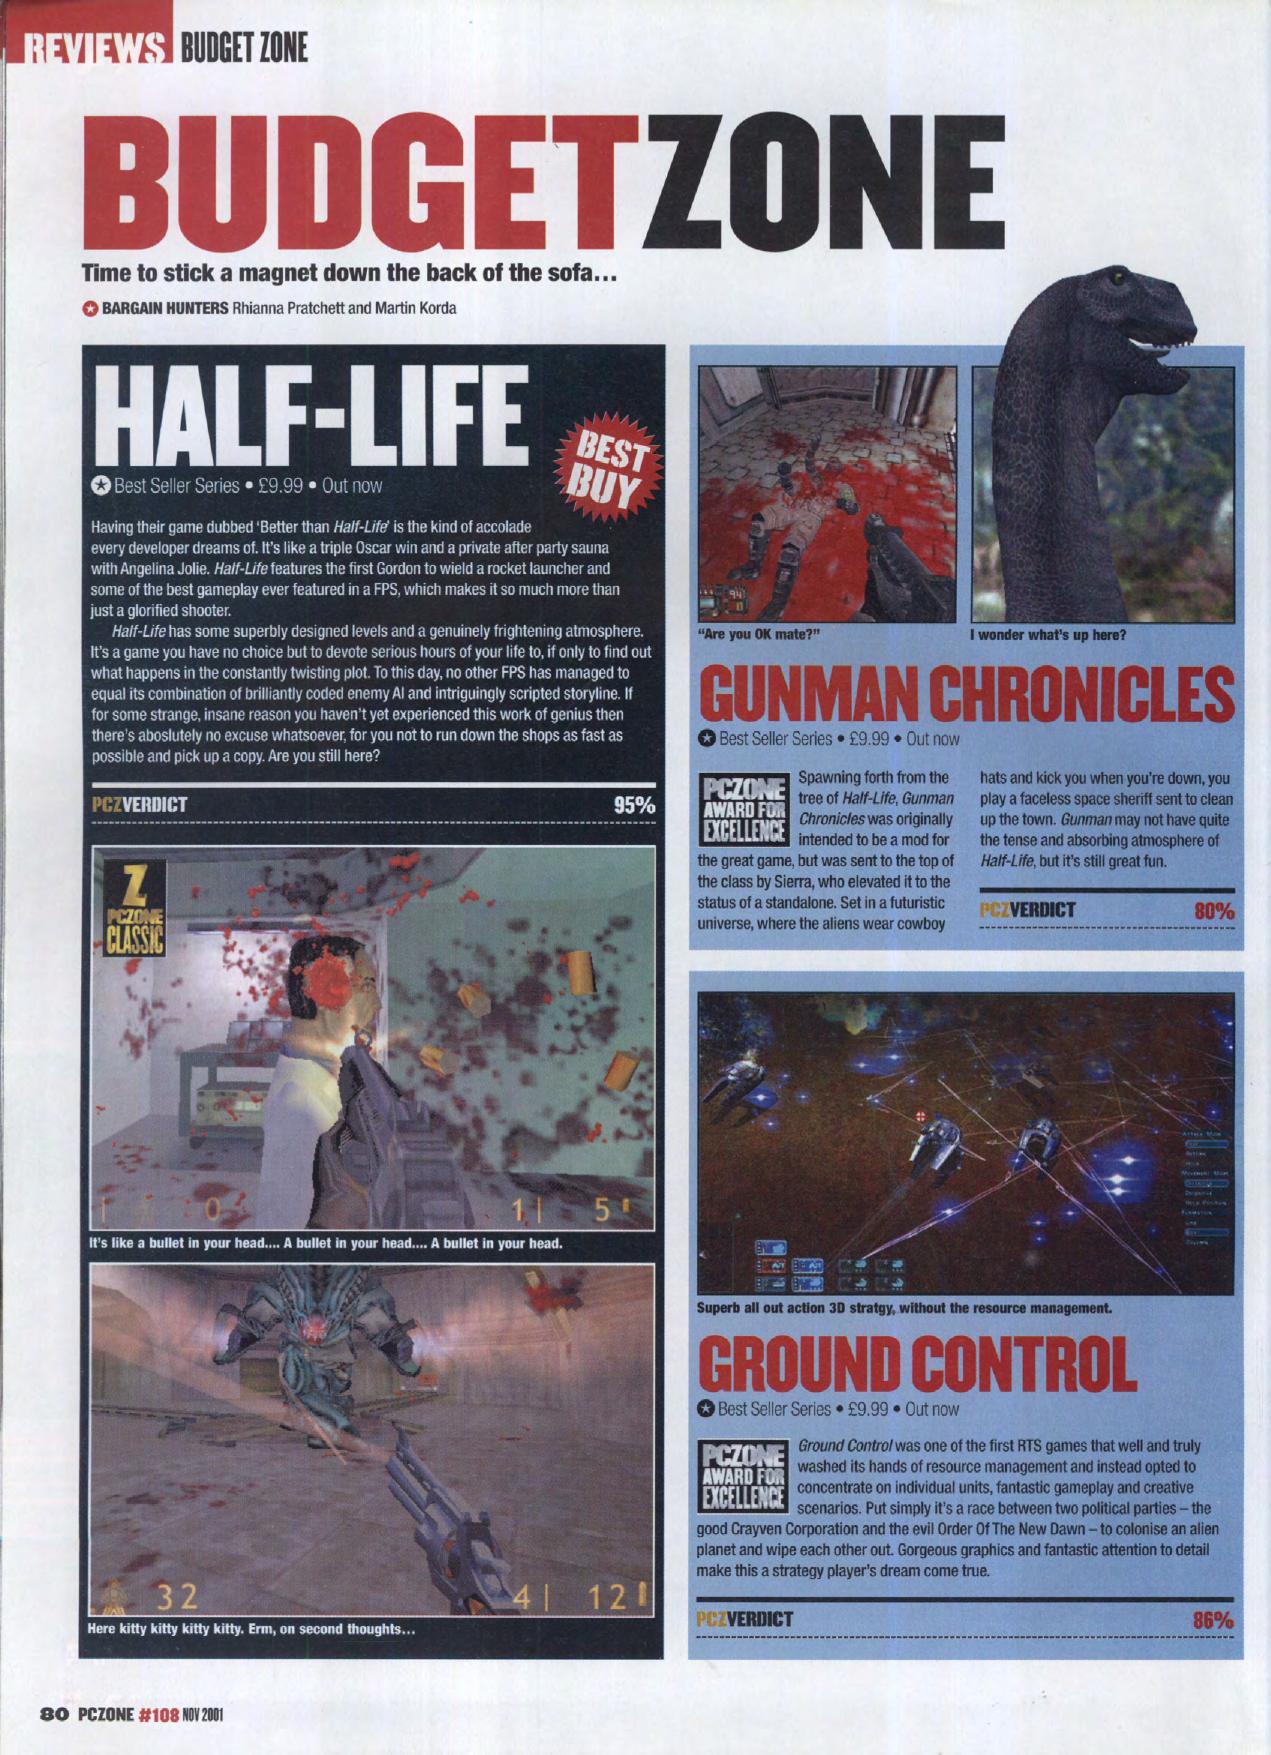 REVIEWS BUDGET ZONE
BUDGETZONE
Time to stick a magnet down the back of the sofa...
BARGAIN HUNTERS Rhianna Pratchett and Martin Korda
HALF-LIFE
BEST
BUY
Best Seller Series • £9.99 • Out now
Having their game dubbed 'Better than Half-Life' is the kind of accolade
every developer dreams of. It's like a triple Oscar win and a private after party sauna
with Angelina Jolie. Half-Life features the first Gordon to wield a rocket launcher and
some of the best gameplay ever featured in a FPS, which makes it so much more than
just a glorified shooter.
Half-Life has some superbly designed levels and a genuinely frightening atmosphere.
It's a game you have no choice but to devote serious hours of your life to, if only to find out
what happens in the constantly twisting plot. To this day, no other FPS has managed to
equal its combination of brilliantly coded enemy AI and intriguingly scripted storyline. If
for some strange, insane reason you haven't yet experienced this work of genius then
there's aboslutely no excuse whatsoever, for you not to run down the shops as fast as
possible and pick up a copy. Are you still here?
PCZVERDICT 95%
Z
PCZONE
CLASSIC
0 1| 5
It's like a bullet in your head.... A bullet in your head.... A bullet in your head.
32 4| 12
Here kitty kitty kitty kitty. Erm, on second thoughts...
"Are you OK mate?"
I wonder what's up here?
GUNMAN CHRONICLES
Best Seller Series • £9.99 • Out now
PCZONE
AWARD FOR
EXCELLENCE
Spawning forth from the
tree of Half-Life, Gunman
Chronicles was originally
intended to be a mod for
the great game, but was sent to the top of
the class by Sierra, who elevated it to the
status of a standalone. Set in a futuristic
universe, where the aliens wear cowboy
hats and kick you when you're down, you
play a faceless space sheriff sent to clean
up the town. Gunman may not have quite
the tense and absorbing atmosphere of
Half-Life, but it's still great fun.
PCZVERDICT 80%
Superb all out action 3D stratgy, without the resource management.
GROUND CONTROL
Best Seller Series • £9.99 • Out now
PCZONE
AWARD FOR
EXCELLENCE
Ground Control was one of the first RTS games that well and truly
washed its hands of resource management and instead opted to
concentrate on individual units, fantastic gameplay and creative
scenarios. Put simply it's a race between two political parties – the
good Crayven Corporation and the evil Order Of The New Dawn – to colonise an alien
planet and wipe each other out. Gorgeous graphics and fantastic attention to detail
make this a strategy player's dream come true.
PCZVERDICT 86%
80 PCZONE #108 NOV 2001